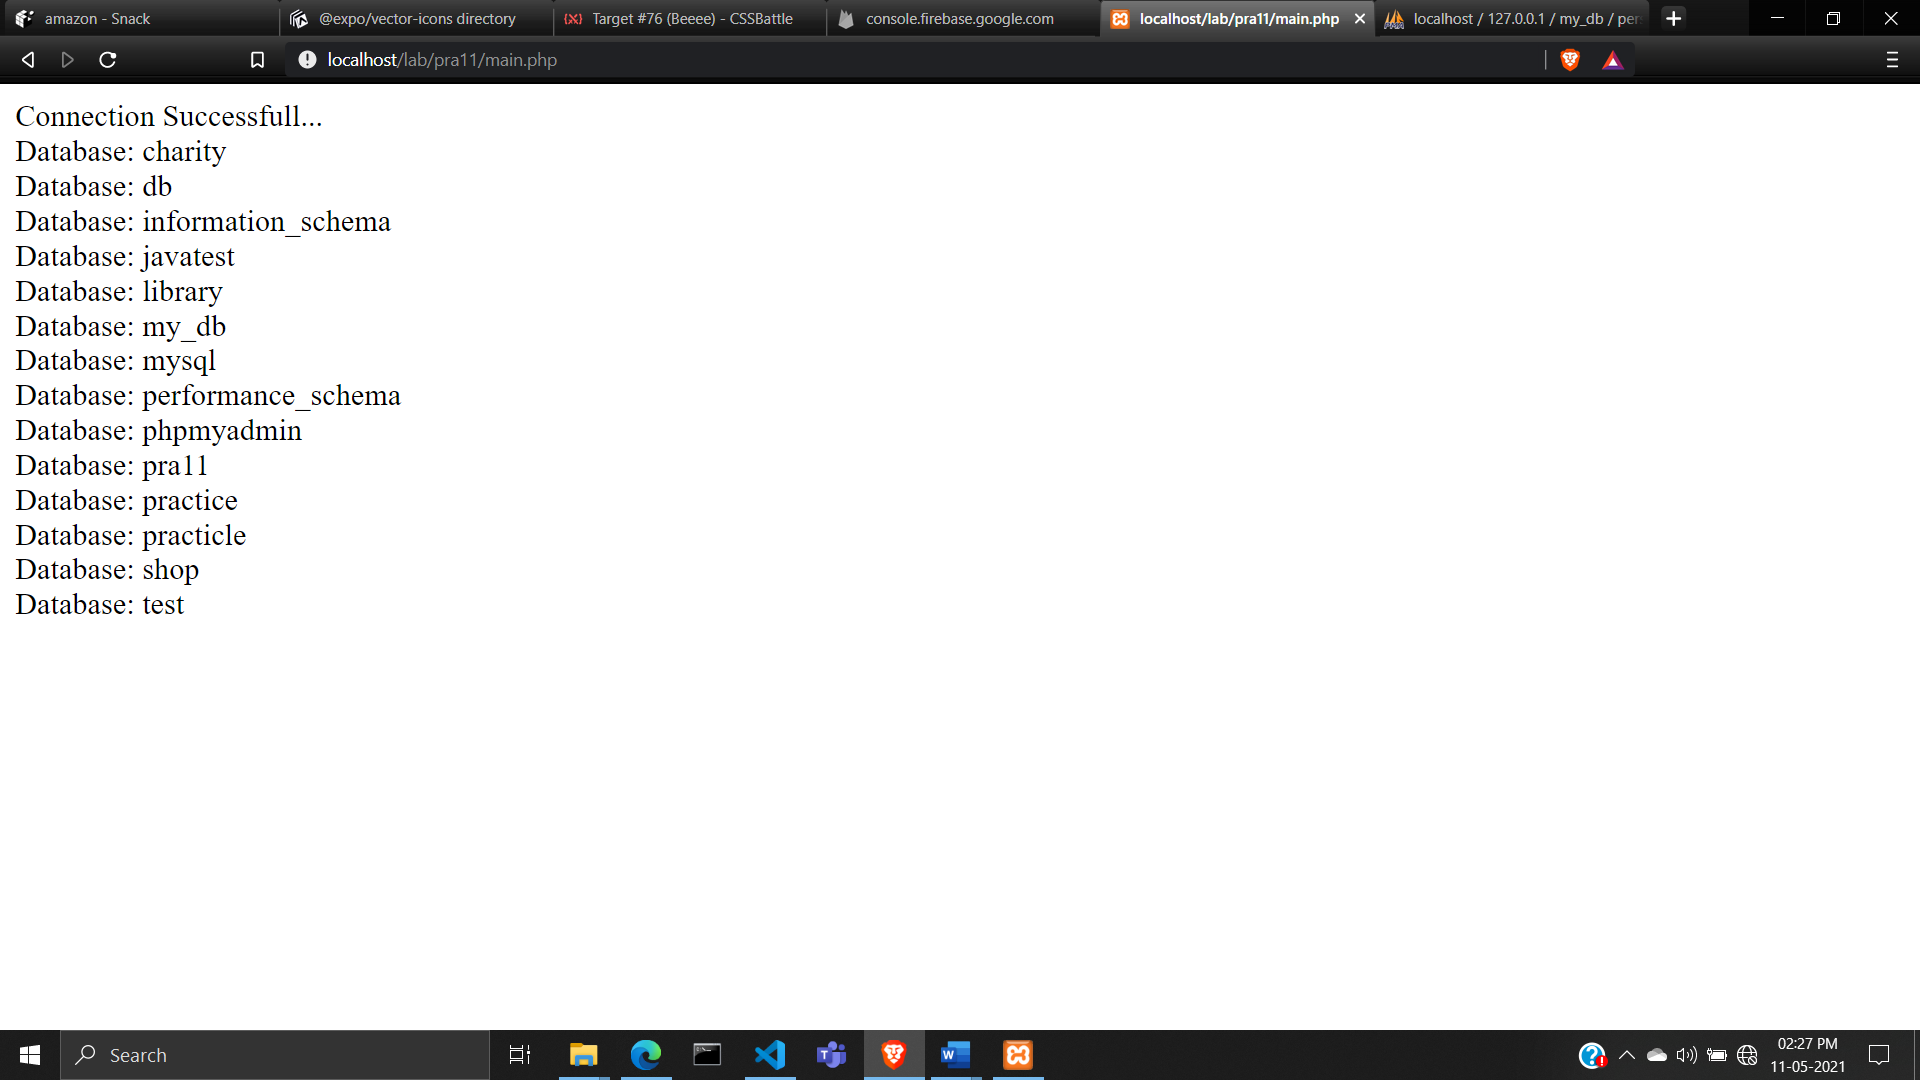 amazon - Snack
@expo/vector-icons directory
Target #76 (Beeee) - CSSBattle
console.firebase.google.com
localhost/lab/pra11/main.php
localhost / 127.0.0.1 / my_db / per
localhost/lab/pra11/main.php
Connection Successfull...
Database: charity
Database: db
Database: information_schema
Database: javatest
Database: library
Database: my_db
Database: mysql
Database: performance_schema
Database: phpmyadmin
Database: pra11
Database: practice
Database: practicle
Database: shop
Database: test
Search
02:27 PM
11-05-2021